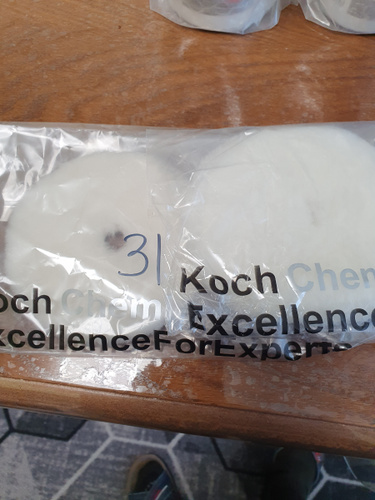 31
Koch Chem
Excellence
och Chem
xcellenceForExperts